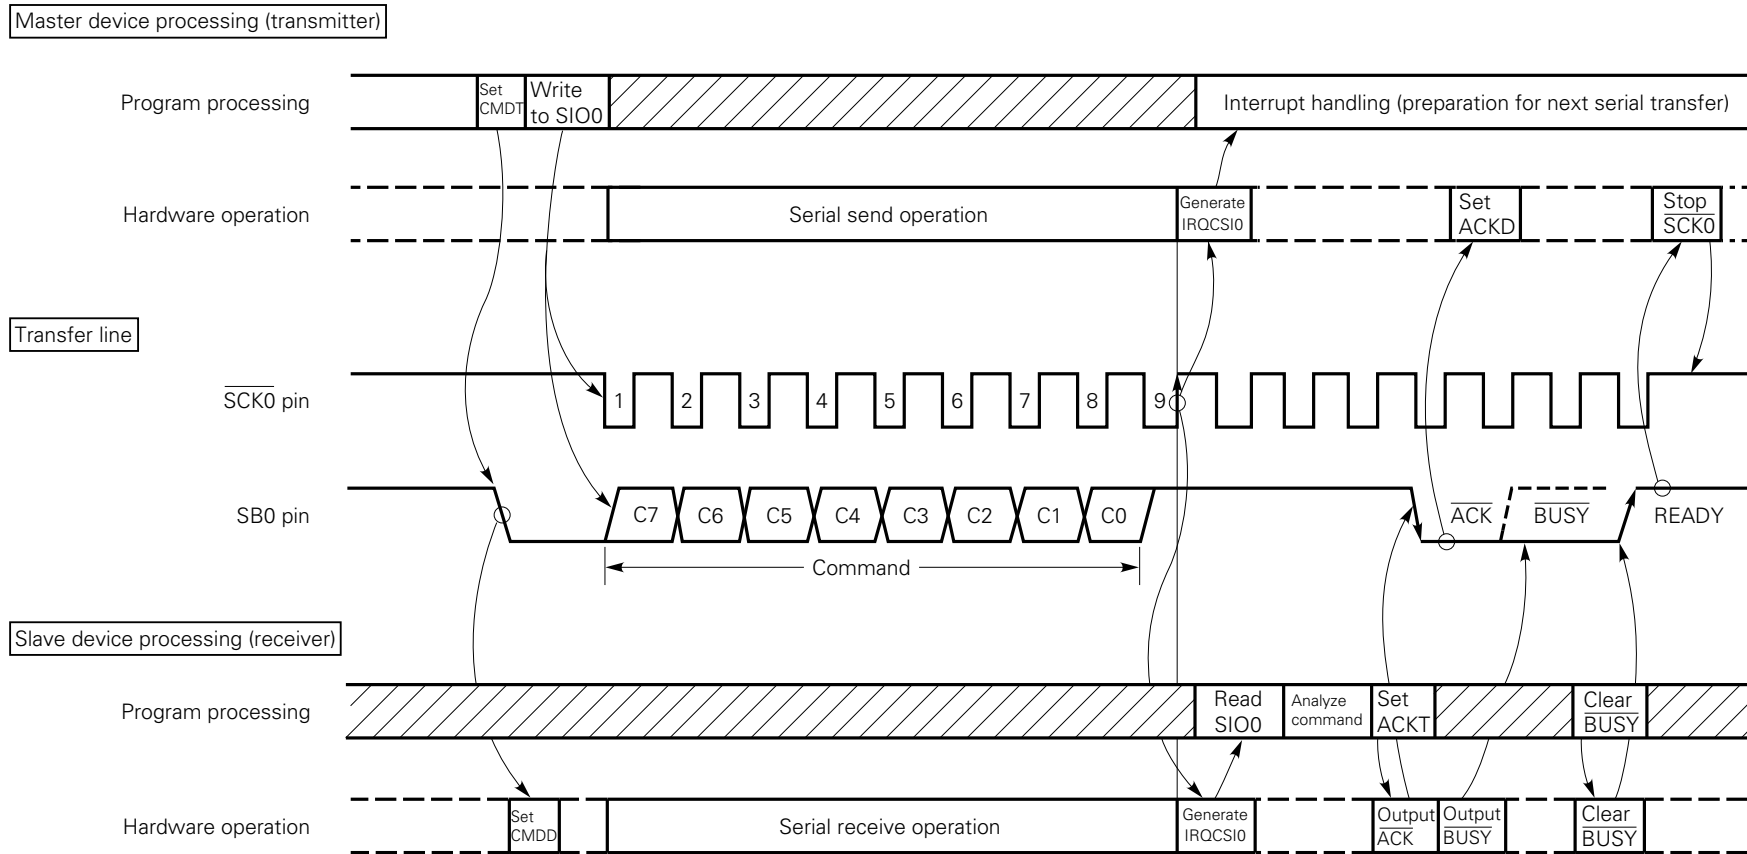 Master device processing (transmitter)
Program processing
Set
CMDT
Write
to SIO0
Interrupt handling (preparation for next serial transfer)
Hardware operation
Serial send operation
Generate
IRQCSI0
Set
ACKD
Stop
SCK0
Transfer line
SCK0 pin
1 2 3 4 5 6 7 8 9
SB0 pin
C7 C6 C5 C4 C3 C2 C1 C0
ACK
BUSY
READY
Command
Slave device processing (receiver)
Program processing
Read
SIO0
Analyze
command
Set
ACKT
Clear
BUSY
Hardware operation
Set
CMDD
Serial receive operation
Generate
IRQCSI0
Output
ACK
Output
BUSY
Clear
BUSY